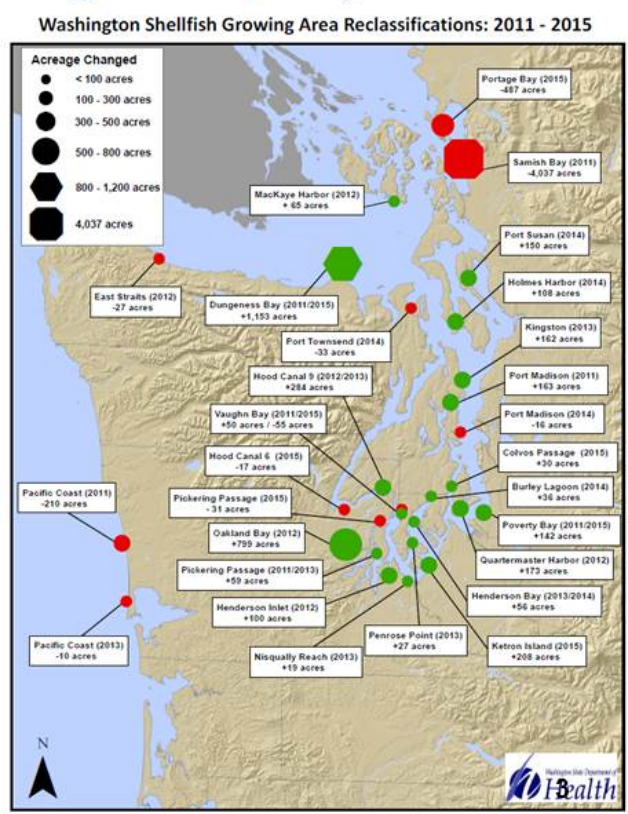 Washington Shellfish Growing Area Reclassifications: 2011 - 2015
Acreage Changed
< 100 acres
100 - 300 acres
300 - 500 acres
500 - 800 acres
800 - 1,200 acres
4,037 acres
Portage Bay (2015)
-487 acres
Samish Bay (2011)
-4,037 acres
MacKaye Harbor (2012)
+ 65 acres
Port Susan (2014)
+150 acres
Holmes Harbor (2014)
+108 acres
East Straits (2012)
-27 acres
Dungeness Bay (2011/2015)
+1,153 acres
Port Townsend (2014)
-33 acres
Kingston (2013)
+162 acres
Hood Canal 9 (2012/2013)
+284 acres
Port Madison (2011)
+163 acres
Vaughn Bay (2011/2015)
+50 acres / -55 acres
Port Madison (2014)
-16 acres
Hood Canal 6 (2015)
-17 acres
Colvos Passage (2015)
+30 acres
Pacific Coast (2011)
-210 acres
Pickering Passage (2015)
- 31 acres
Burley Lagoon (2014)
+36 acres
Oakland Bay (2012)
+799 acres
Poverty Bay (2011/2015)
+142 acres
Pickering Passage (2011/2013)
+59 acres
Quartermaster Harbor (2012)
+173 acres
Henderson Inlet (2012)
+100 acres
Henderson Bay (2013/2014)
+56 acres
Pacific Coast (2013)
-10 acres
Nisqually Reach (2013)
+19 acres
Penrose Point (2013)
+27 acres
Ketron Island (2015)
+208 acres
N
Washington State Department of
Health
3